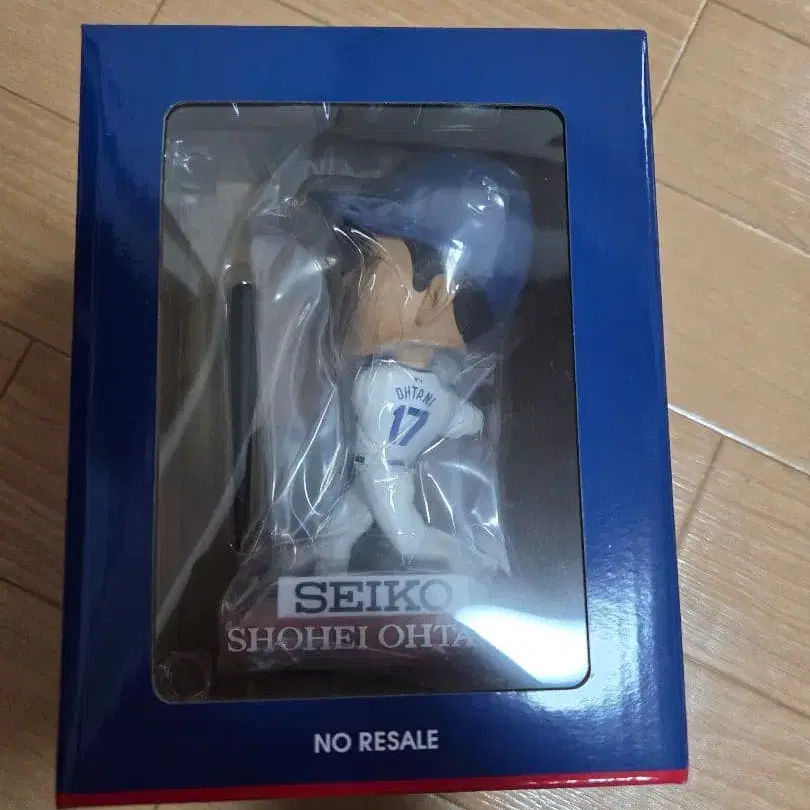 OHTANI
17
SEIKO
SHOHEI OHTA
NO RESALE